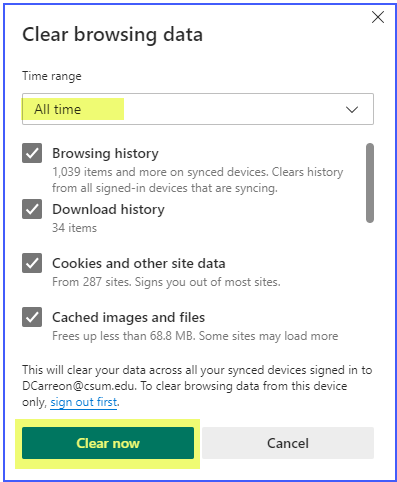 Clear browsing data
Time range
All time
Browsing history
1,039 items and more on synced devices. Clears history
from all signed-in devices that are syncing.
Download history
34 items
Cookies and other site data
From 287 sites. Signs you out of most sites.
Cached images and files
Frees up less than 68.8 MB. Some sites may load more
This will clear your data across all your synced devices signed in to
DCarreon@csum.edu. To clear browsing data from this device
only, sign out first.
Clear now
Cancel